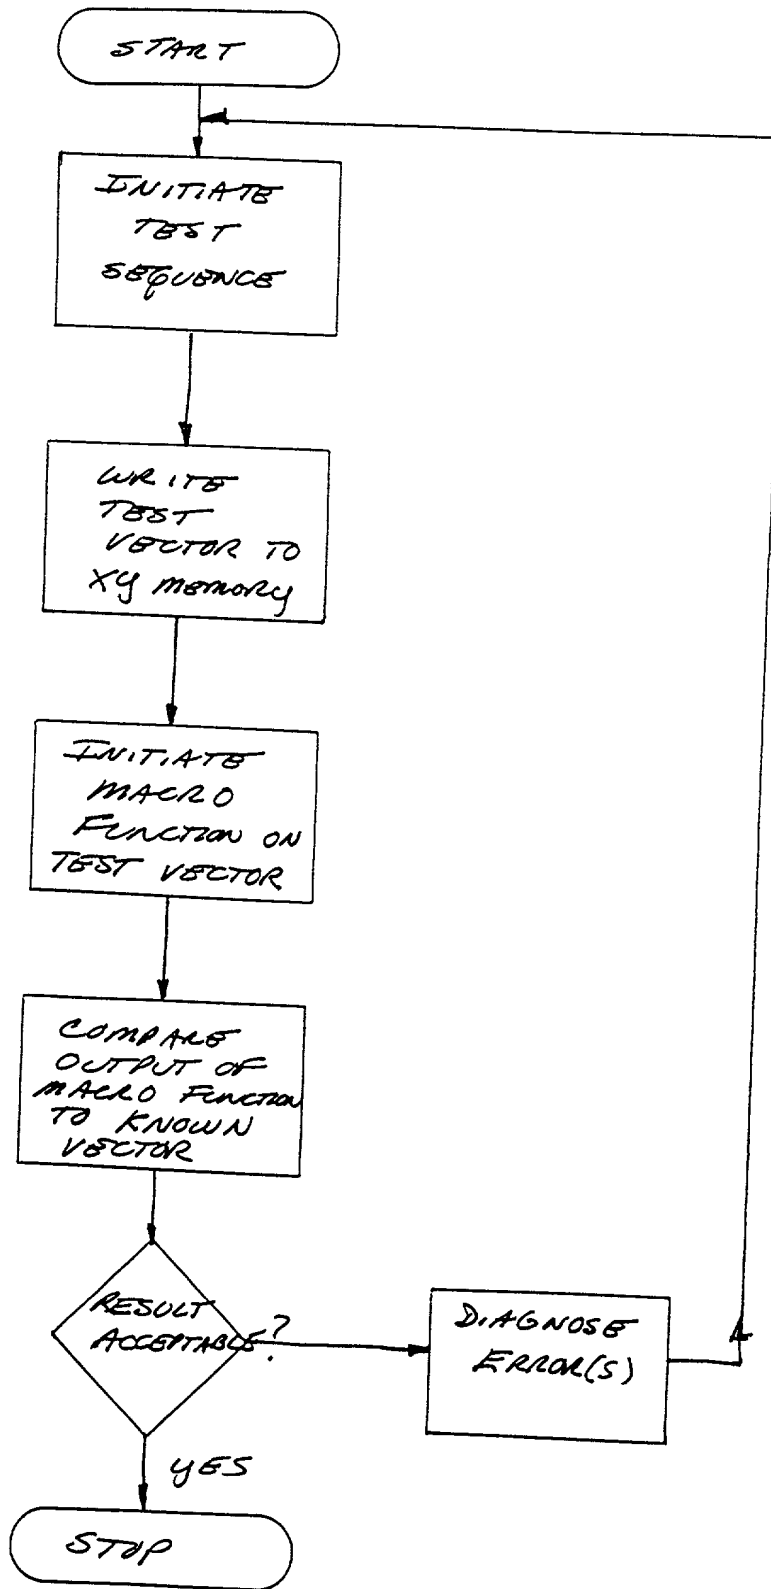 START
INITIATE
TEST
SEQUENCE
WRITE
TEST
VECTOR TO
XY MEMORY
INITIATE
MACRO
FUNCTION ON
TEST VECTOR
COMPARE
OUTPUT OF
MACRO FUNCTION
TO KNOWN
VECTOR
RESULT
ACCEPTABLE?
DIAGNOSE
ERROR(S)
YES
STOP